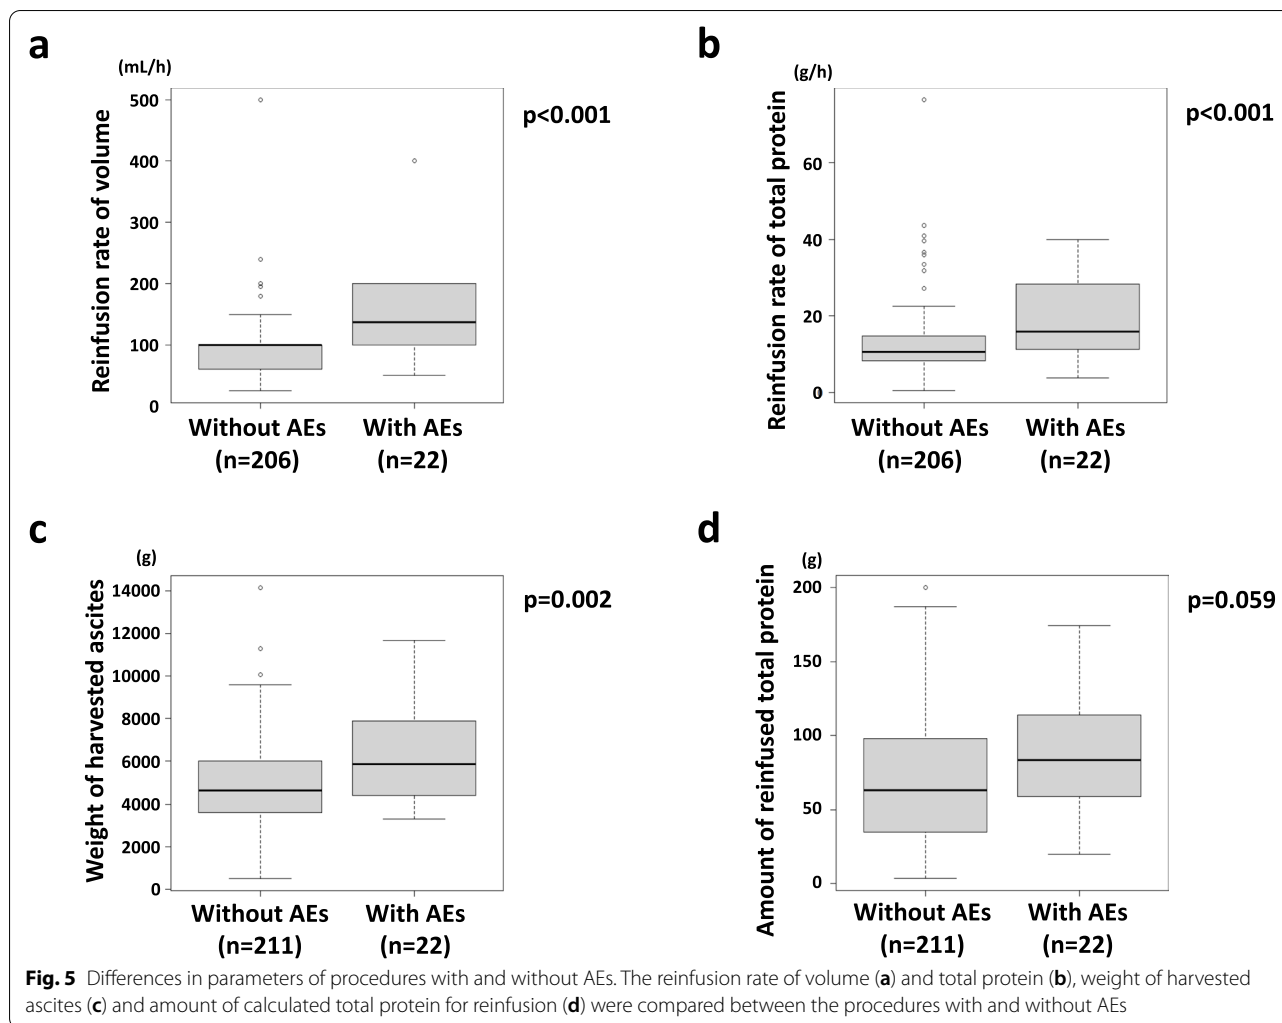 a
(mL/h)
Reinfusion rate of volume
500
400
300
200
100
0
p<0.001
Without AEs
(n=206)
With AEs
(n=22)
b
(g/h)
Reinfusion rate of total protein
60
40
20
0
p<0.001
Without AEs
(n=206)
With AEs
(n=22)
c
(g)
Weight of harvested ascites
14000
12000
10000
8000
6000
4000
2000
0
p=0.002
Without AEs
(n=211)
With AEs
(n=22)
d
(g)
Amount of reinfused total protein
200
150
100
50
0
p=0.059
Without AEs
(n=211)
With AEs
(n=22)
Fig. 5 Differences in parameters of procedures with and without AEs. The reinfusion rate of volume (a) and total protein (b), weight of harvested
ascites (c) and amount of calculated total protein for reinfusion (d) were compared between the procedures with and without AEs